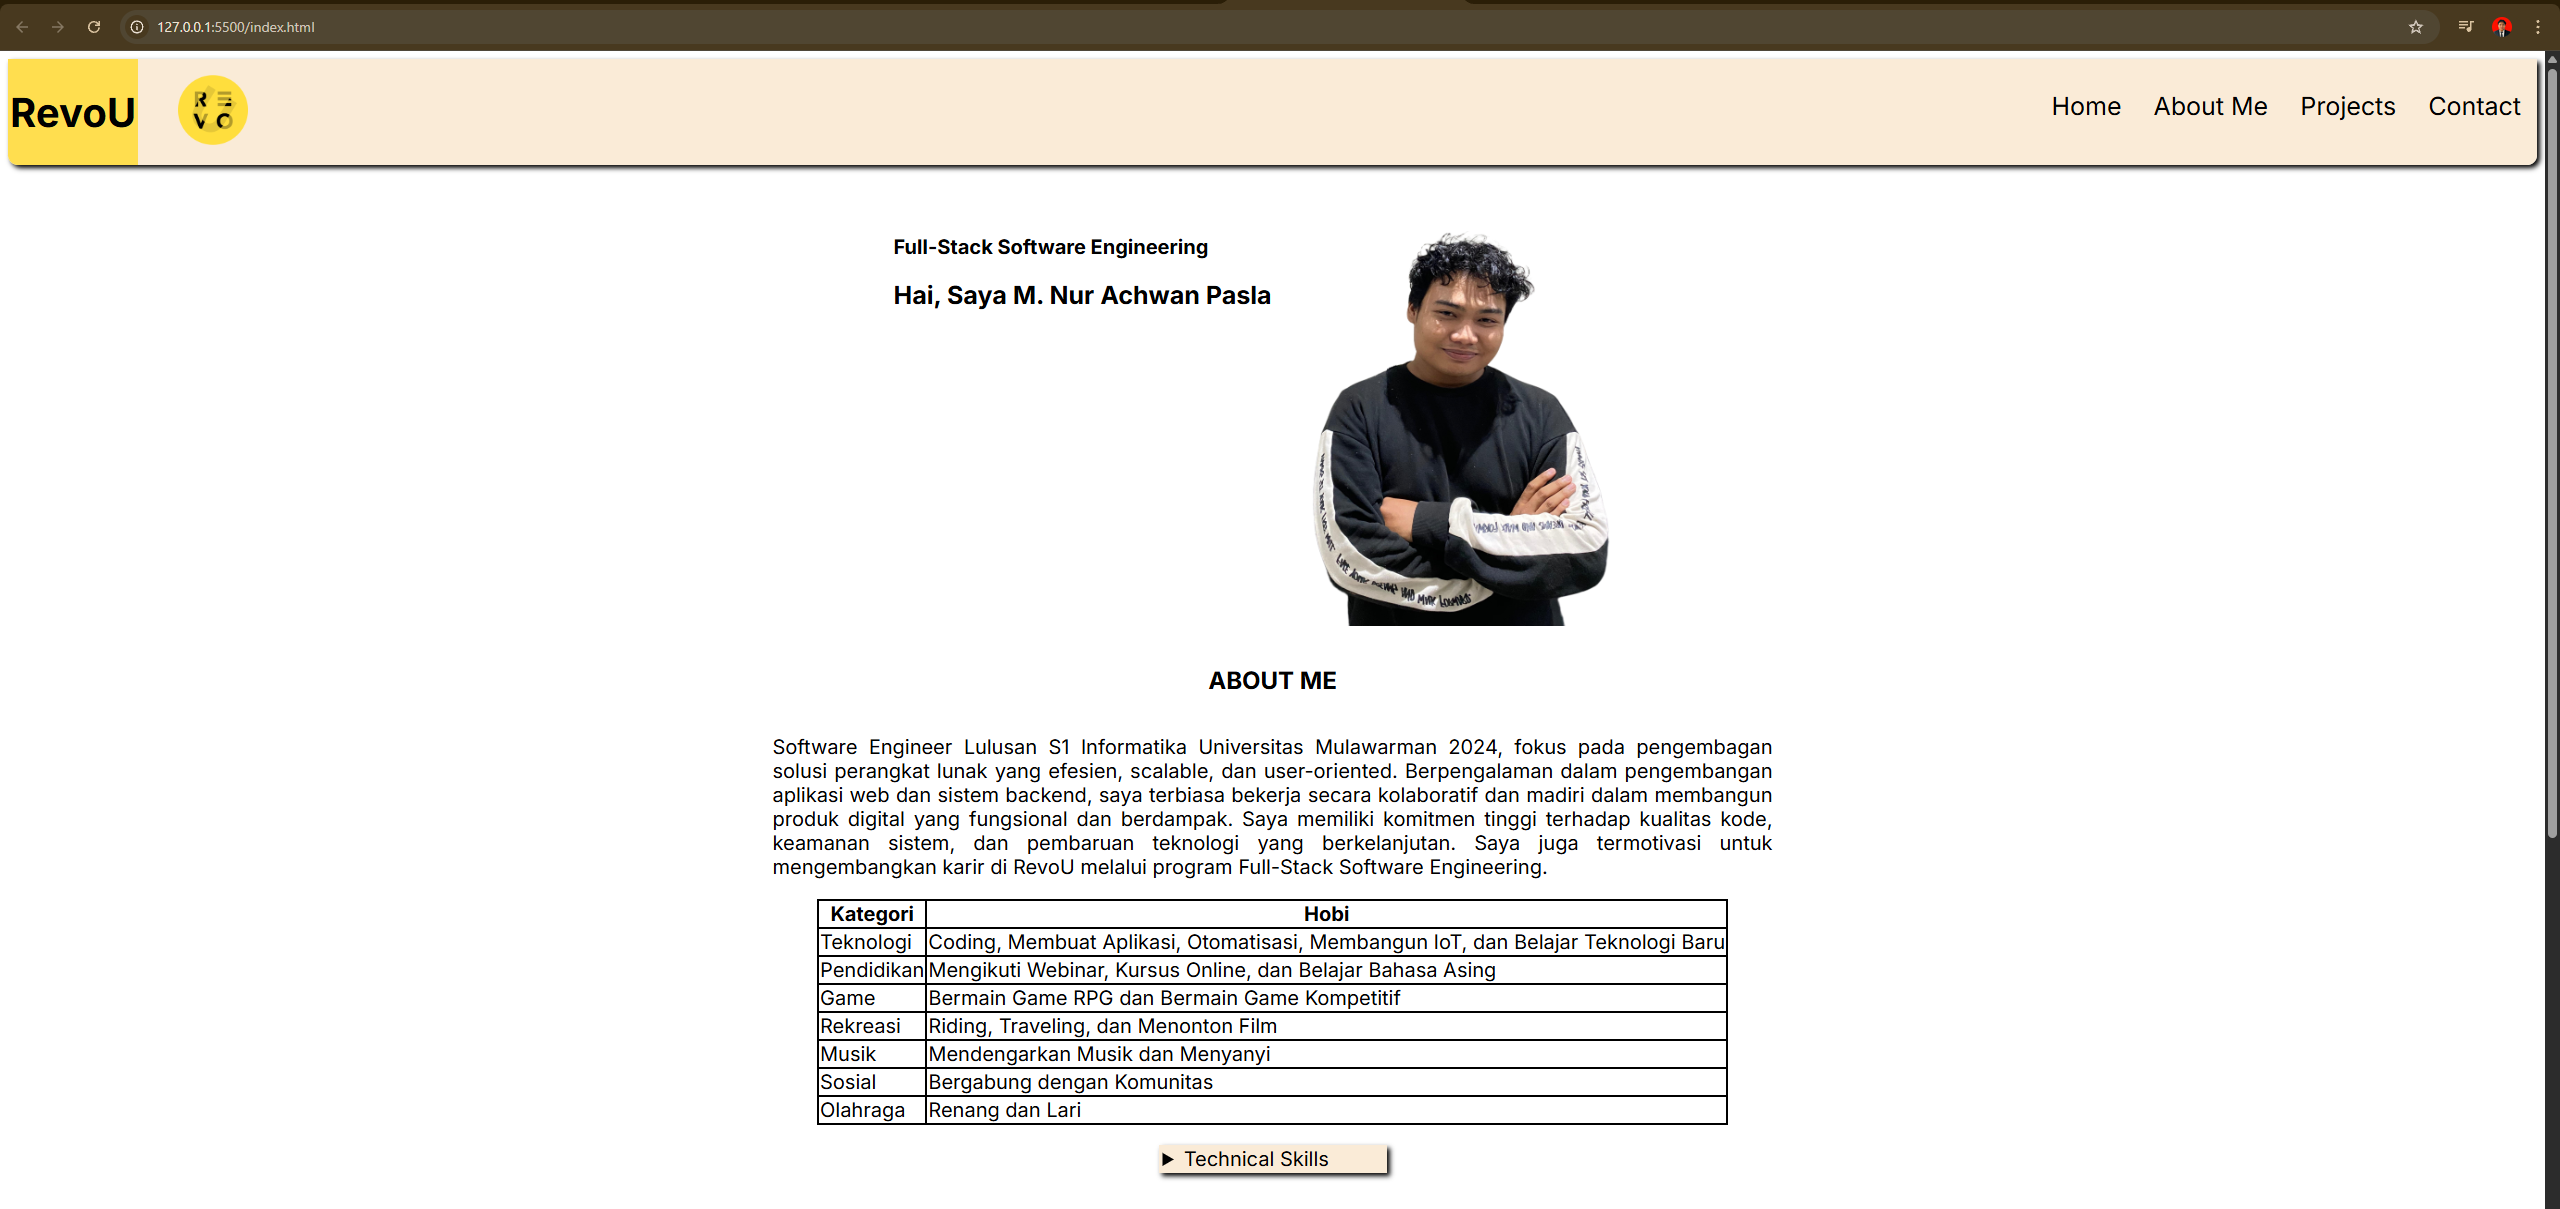 127.0.0.1:5500/index.html
RevoU
Home About Me Projects Contact
Full-Stack Software Engineering
Hai, Saya M. Nur Achwan Pasla
ABOUT ME
Software Engineer Lulusan S1 Informatika Universitas Mulawarman 2024, fokus pada pengembagan
solusi perangkat lunak yang efesien, scalable, dan user-oriented. Berpengalaman dalam pengembangan
aplikasi web dan sistem backend, saya terbiasa bekerja secara kolaboratif dan madiri dalam membangun
produk digital yang fungsional dan berdampak. Saya memiliki komitmen tinggi terhadap kualitas kode,
keamanan sistem, dan pembaruan teknologi yang berkelanjutan. Saya juga termotivasi untuk
mengembangkan karir di RevoU melalui program Full-Stack Software Engineering.
Kategori Hobi
Teknologi Coding, Membuat Aplikasi, Otomatisasi, Membangun IoT, dan Belajar Teknologi Baru
Pendidikan Mengikuti Webinar, Kursus Online, dan Belajar Bahasa Asing
Game Bermain Game RPG dan Bermain Game Kompetitif
Rekreasi Riding, Traveling, dan Menonton Film
Musik Mendengarkan Musik dan Menyanyi
Sosial Bergabung dengan Komunitas
Olahraga Renang dan Lari
Technical Skills